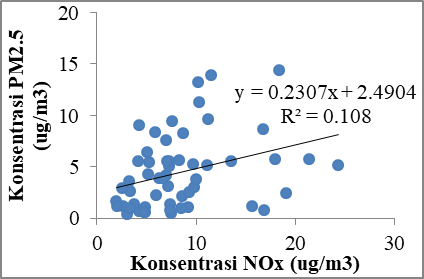 Konsentrasi PM2.5
(ug/m3)
20
15
10
5
0
y = 0.2307x + 2.4904
R² = 0.108
0
10
20
30
Konsentrasi NOx (ug/m3)